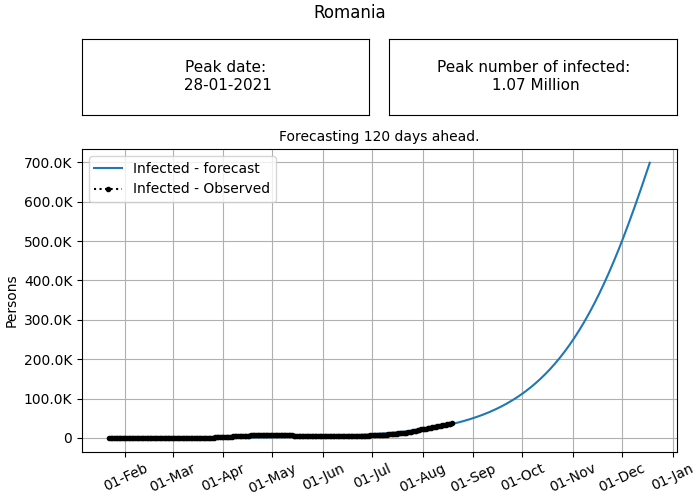 Romania
Peak date:
28-01-2021
Peak number of infected:
1.07 Million
Forecasting 120 days ahead.
Infected - forecast
Infected - Observed
700.0K
600.0K
500.0K
400.0K
300.0K
200.0K
100.0K
0
Persons
01-Feb
01-Mar
01-Apr
01-May
01-Jun
01-Jul
01-Aug
01-Sep
01-Oct
01-Nov
01-Dec
01-Jan